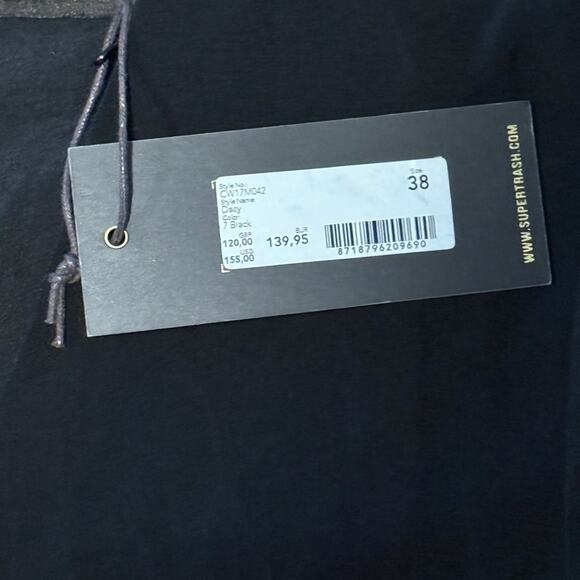 Style No.:
CW17M042
Style Name:
Dacy
Color:
7 Black
Size:
38
GBP
120,00
USD
155,00
EUR
139,95
8718796209690
WWW.SUPERTRASH.COM